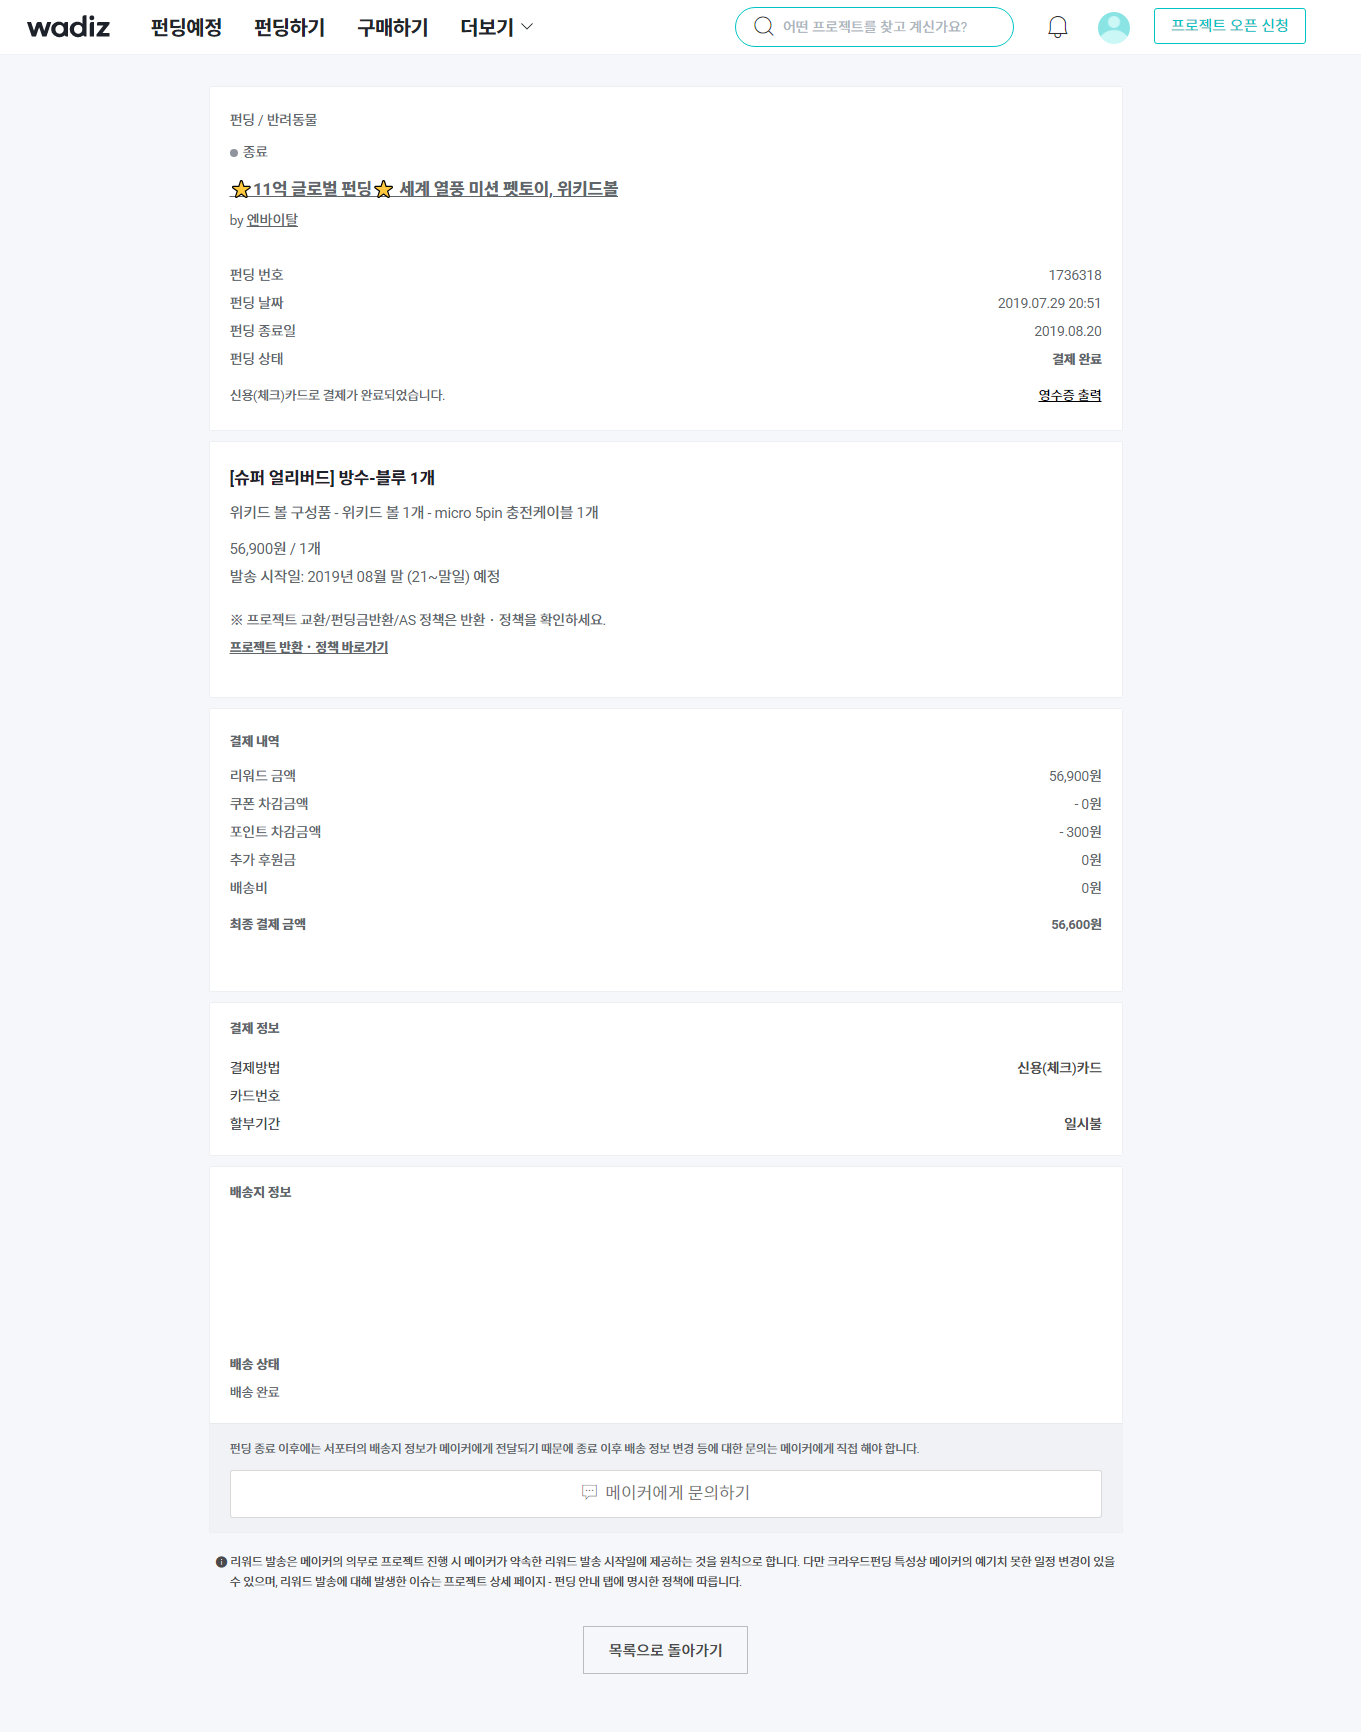 wadiz 펀딩예정 펀딩하기 구매하기 더보기 어떤 프로젝트를 찾고 계신가요? 프로젝트 오픈 신청
펀딩 / 반려동물
종료
⭐11억 글로벌 펀딩⭐ 세계 열풍 미션 펫토이, 위키드볼
by 엔바이탈
펀딩 번호 1736318
펀딩 날짜 2019.07.29 20:51
펀딩 종료일 2019.08.20
펀딩 상태 결제 완료
신용(체크)카드로 결제가 완료되었습니다. 영수증 출력
[슈퍼 얼리버드] 방수-블루 1개
위키드 볼 구성품 - 위키드 볼 1개 - micro 5pin 충전케이블 1개
56,900원 / 1개
발송 시작일: 2019년 08월 말 (21~말일) 예정
※ 프로젝트 교환/펀딩금반환/AS 정책은 반환・정책을 확인하세요.
프로젝트 반환・정책 바로가기
결제 내역
리워드 금액 56,900원
쿠폰 차감금액 - 0원
포인트 차감금액 - 300원
추가 후원금 0원
배송비 0원
최종 결제 금액 56,600원
결제 정보
결제방법 신용(체크)카드
카드번호
할부기간 일시불
배송지 정보
배송 상태
배송 완료
펀딩 종료 이후에는 서포터의 배송지 정보가 메이커에게 전달되기 때문에 종료 이후 배송 정보 변경 등에 대한 문의는 메이커에게 직접 해야 합니다.
메이커에게 문의하기
리워드 발송은 메이커의 의무로 프로젝트 진행 시 메이커가 약속한 리워드 발송 시작일에 제공하는 것을 원칙으로 합니다. 다만 크라우드펀딩 특성상 메이커의 예기치 못한 일정 변경이 있을
수 있으며, 리워드 발송에 대해 발생한 이슈는 프로젝트 상세 페이지 - 펀딩 안내 탭에 명시한 정책에 따릅니다.
목록으로 돌아가기